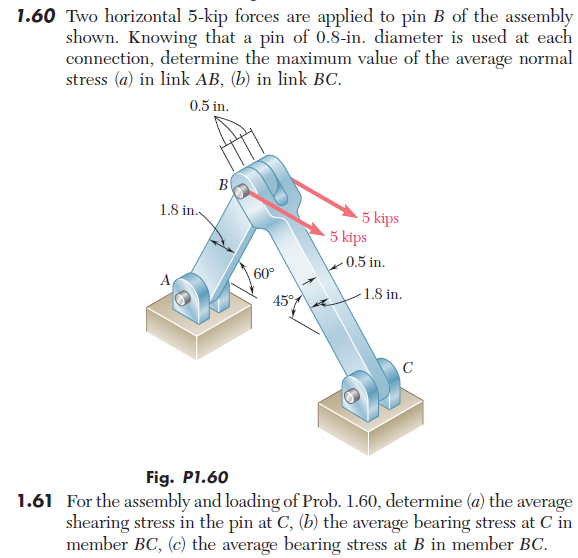 1.60 Two horizontal 5-kip forces are applied to pin B of the assembly
shown. Knowing that a pin of 0.8-in. diameter is used at each
connection, determine the maximum value of the average normal
stress (a) in link AB, (b) in link BC.
0.5 in.
B
1.8 in.
5 kips
5 kips
0.5 in.
A
60°
45°
1.8 in.
C
Fig. P1.60
1.61 For the assembly and loading of Prob. 1.60, determine (a) the average
shearing stress in the pin at C, (b) the average bearing stress at C in
member BC, (c) the average bearing stress at B in member BC.